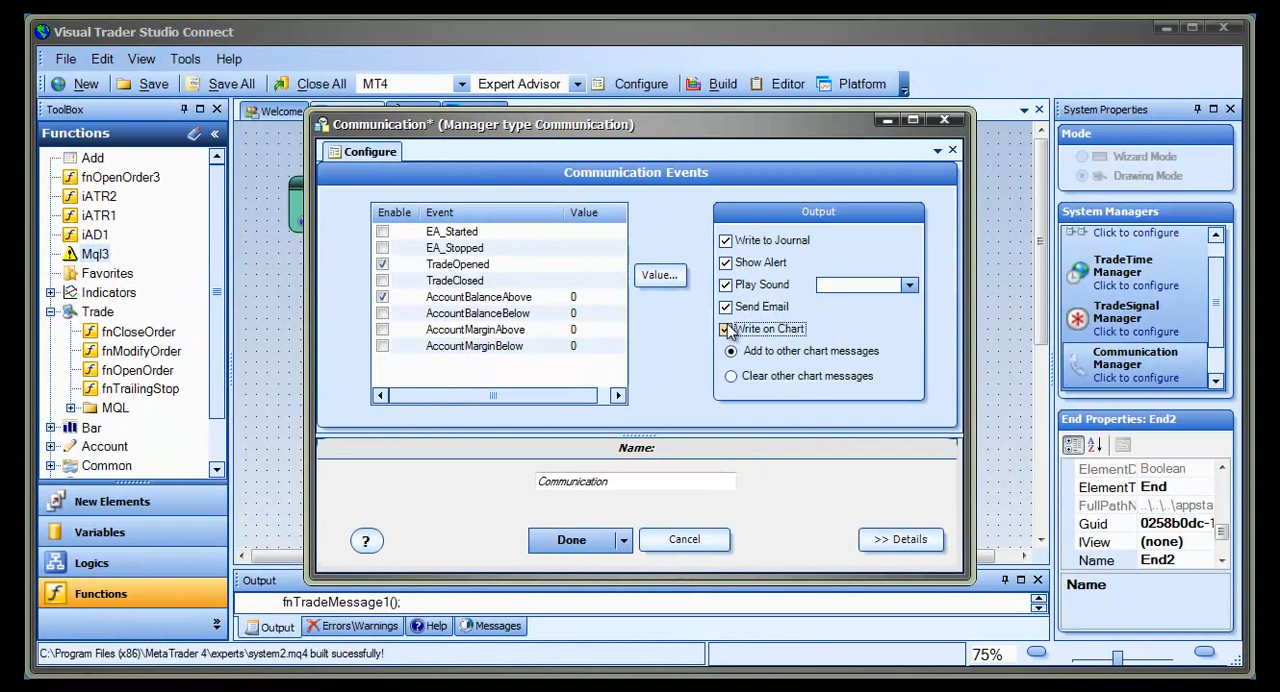 Visual Trader Studio Connect
File Edit View Tools Help
New Save Save All Close All MT4 Expert Advisor Configure Build Editor Platform
ToolBox
Functions
Add
fnOpenOrder3
iATR2
iATR1
iAD1
Mql3
Favorites
Indicators
Trade
fnCloseOrder
fnModifyOrder
fnOpenOrder
fnTrailingStop
MQL
Bar
Account
Common
New Elements
Variables
Logics
Functions
Welcome
Communication* (Manager type Communication)
Configure
Communication Events
Enable Event Value
EA_Started
EA_Stopped
TradeOpened
TradeClosed
AccountBalanceAbove 0
AccountBalanceBelow 0
AccountMarginAbove 0
AccountMarginBelow 0
Value...
Output
Write to Journal
Show Alert
Play Sound
Send Email
Write on Chart
Add to other chart messages
Clear other chart messages
Name:
Communication
? Done Cancel >> Details
Output
fnTradeMessage1();
Output Errors\Warnings Help Messages
System Properties
Mode
Wizard Mode
Drawing Mode
System Managers
Click to configure
TradeTime
Manager
Click to configure
TradeSignal
Manager
Click to configure
Communication
Manager
Click to configure
End Properties: End2
ElementD Boolean
ElementT End
FullPathN ..\..\..\appsta
Guid 0258b0dc-1
IView (none)
Name End2
Name
C:\Program Files (x86)\MetaTrader 4\experts\system2.mq4 built sucessfully!
75%